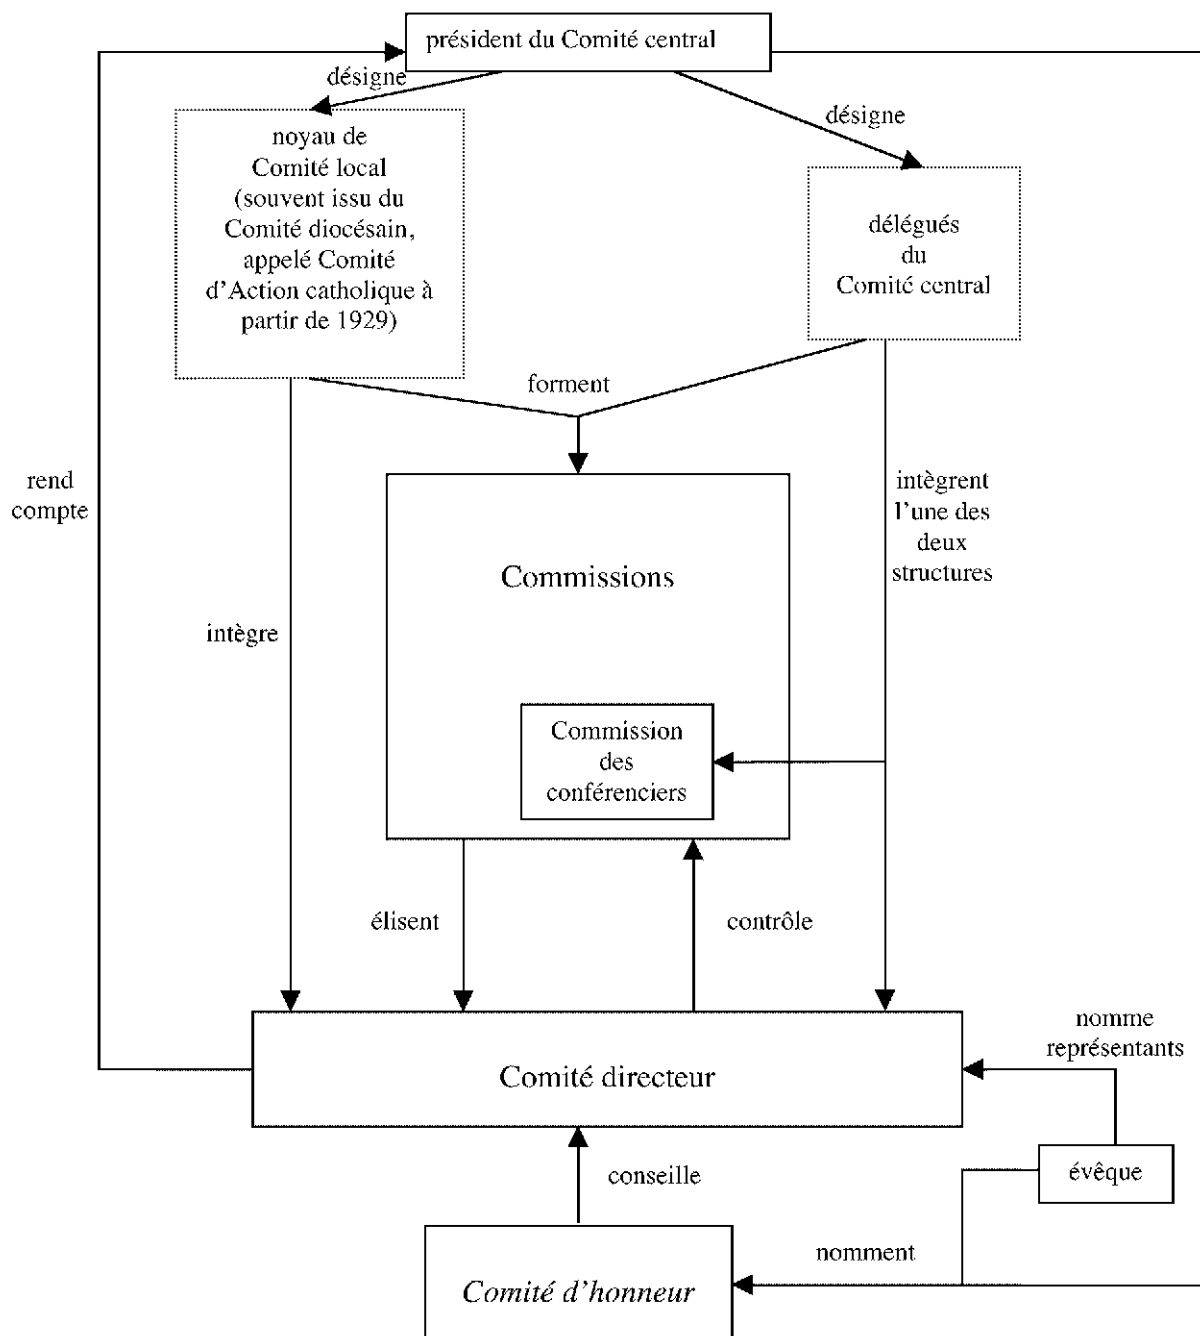 président du Comité central
désigne
désigne
noyau de
Comité local
(souvent issu du
Comité diocésain,
appelé Comité
d'Action catholique à
partir de 1929)
délégués
du
Comité central
forment
rend
compte
intègrent
l'une des
deux
structures
Commissions
intègre
Commission
des
conférenciers
élisent
contrôle
nomme
représentants
Comité directeur
conseille
évêque
nomment
Comité d'honneur